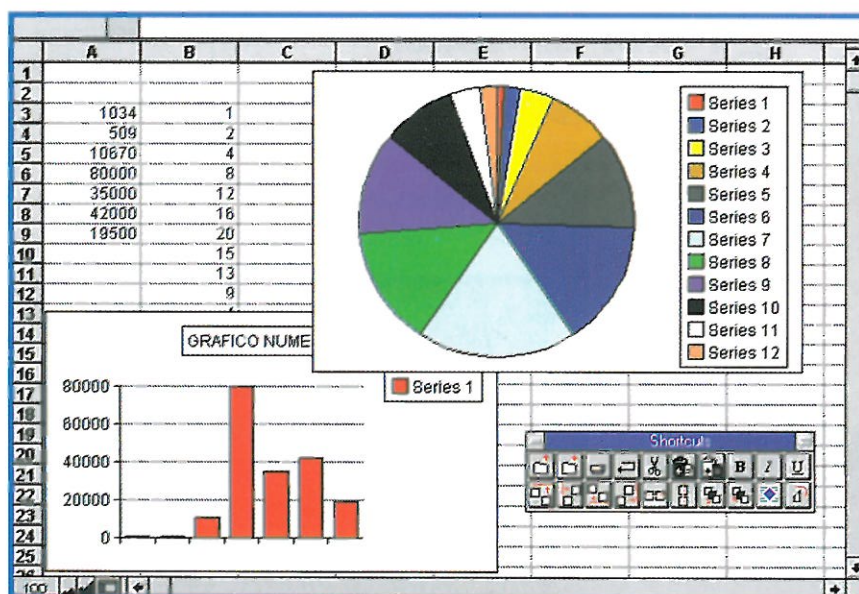 A B C D E F G H
1
2
3 1034 1
4 509 2
5 10670 4
6 80000 8
7 35000 12
8 42000 16
9 19500 20
10 15
11 13
12 9
13
14
15
16
17
18
19
20
21
22
23
24
25
Series 1
Series 2
Series 3
Series 4
Series 5
Series 6
Series 7
Series 8
Series 9
Series 10
Series 11
Series 12
GRAFICO NUME
Series 1
80000
60000
40000
20000
0
Shortcuts
B I U
100